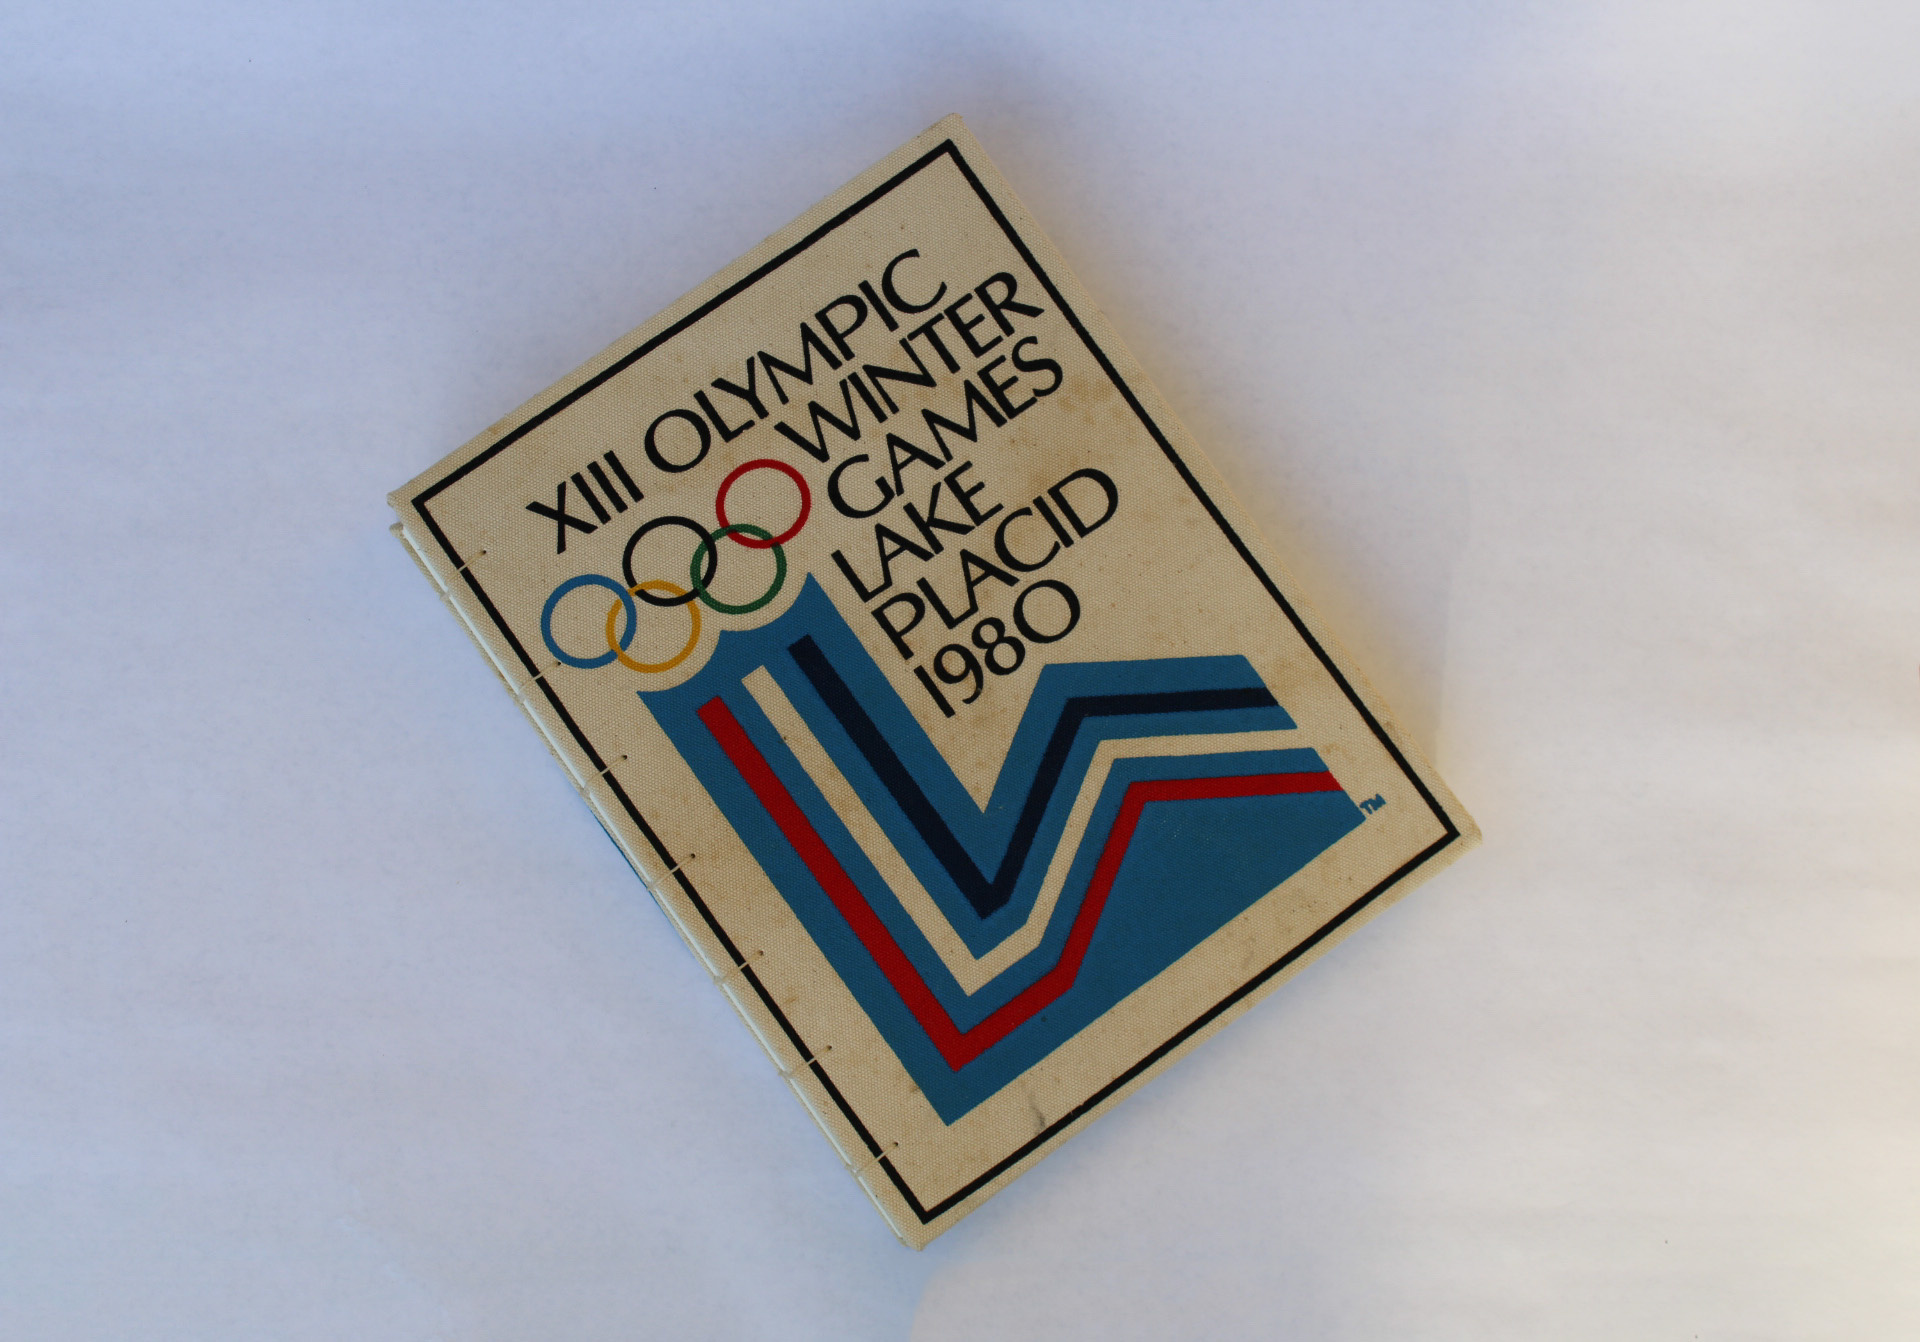 XIII OLYMPIC
WINTER
GAMES
LAKE
PLACID
1980
TM